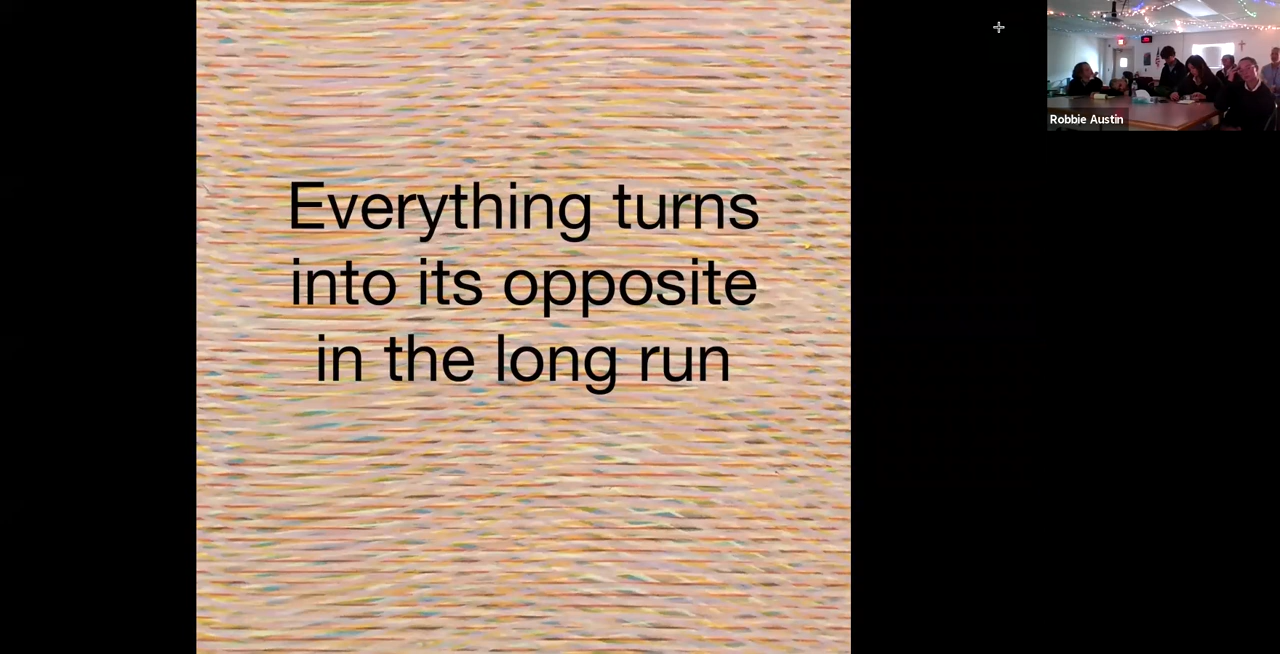 Everything turns
into its opposite
in the long run
Robbie Austin